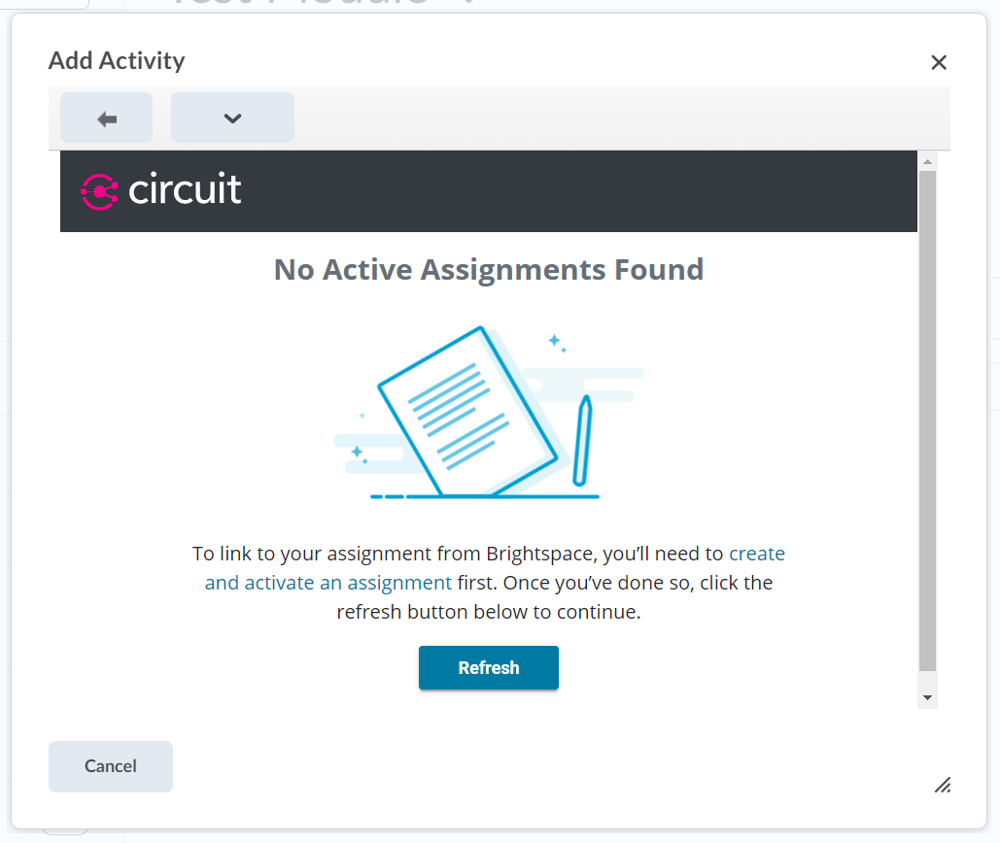 Add Activity
circuit
No Active Assignments Found
To link to your assignment from Brightspace, you’ll need to create
and activate an assignment first. Once you’ve done so, click the
refresh button below to continue.
Refresh
Cancel